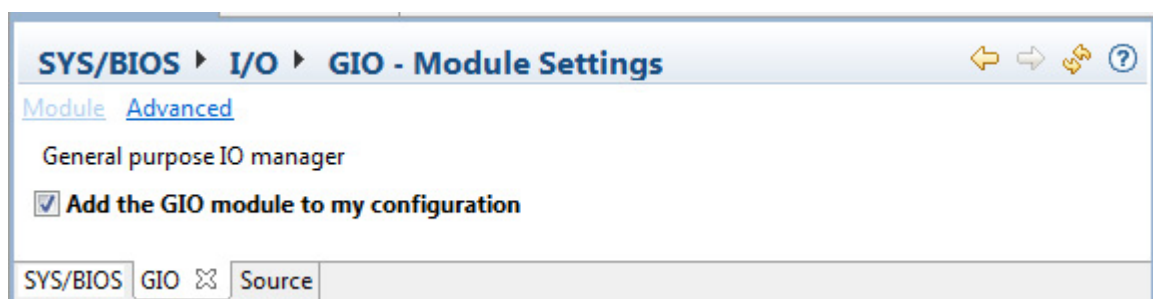 SYS/BIOS ▸ I/O ▸ GIO - Module Settings
Module Advanced
General purpose IO manager
Add the GIO module to my configuration
SYS/BIOS GIO Source